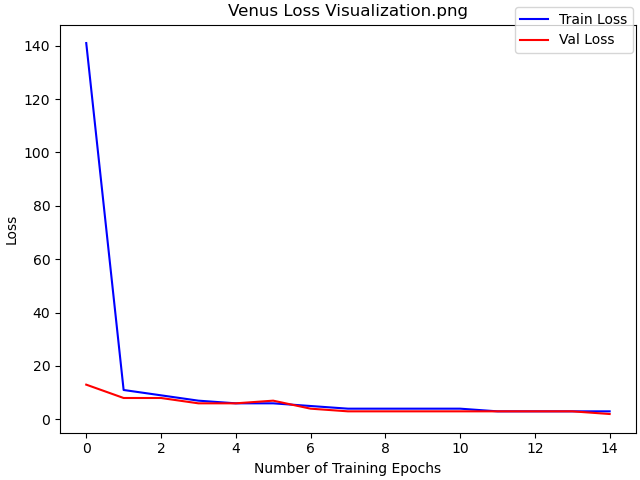 Venus Loss Visualization.png
Train Loss
Val Loss
140
120
100
80
60
40
20
0
Loss
0 2 4 6 8 10 12 14
Number of Training Epochs